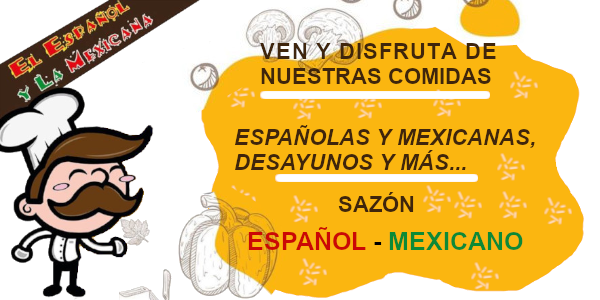 El Español
y La Mexicana
VEN Y DISFRUTA DE
NUESTRAS COMIDAS
ESPAÑOLAS Y MEXICANAS,
DESAYUNOS Y MÁS...
SAZÓN
ESPAÑOL - MEXICANO